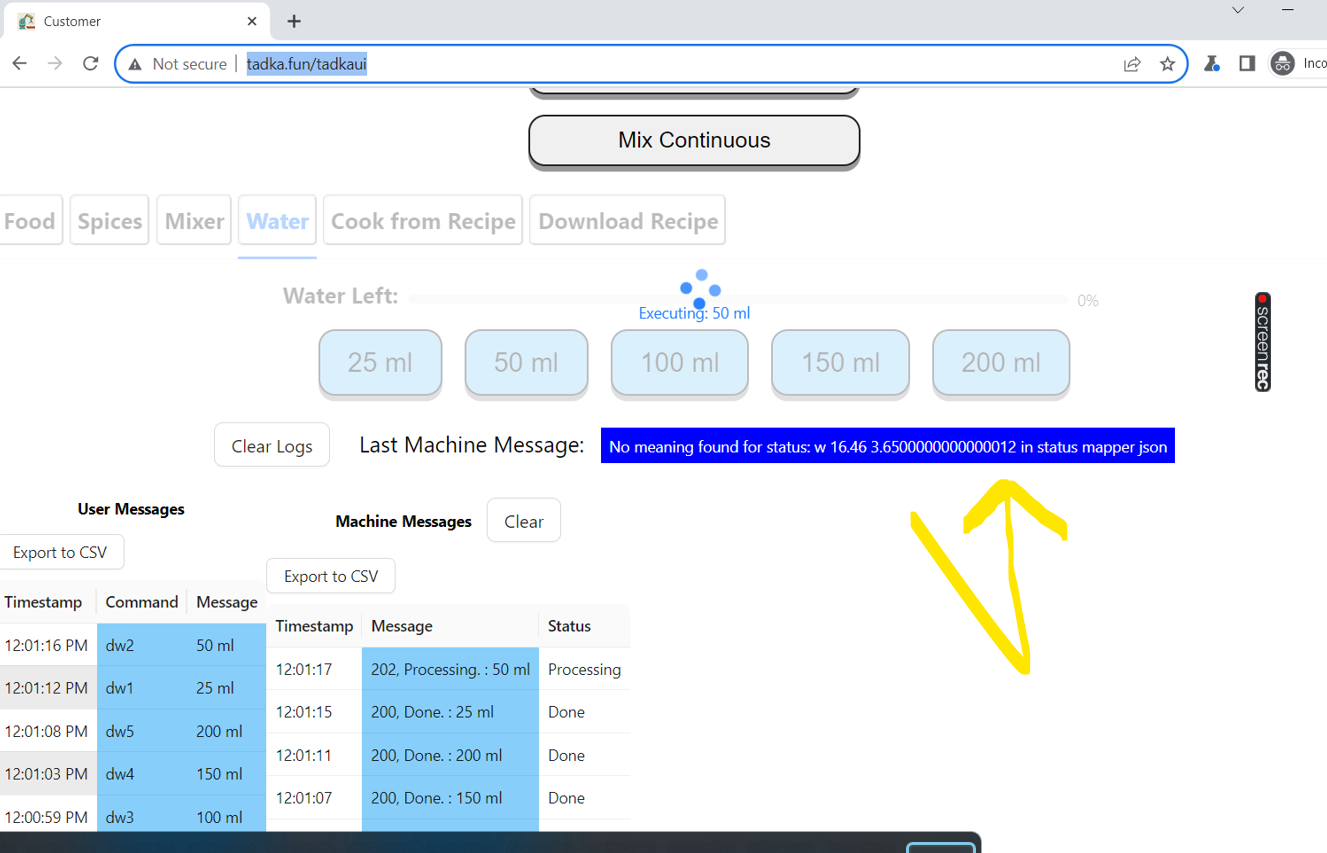 Customer
Not secure | tadka.fun/tadkaui
Inco
Mix Continuous
Food Spices Mixer Water Cook from Recipe Download Recipe
Water Left: 0%
Executing: 50 ml
25 ml 50 ml 100 ml 150 ml 200 ml
screenrec
Clear Logs Last Machine Message: No meaning found for status: w 16.46 3.6500000000000012 in status mapper json
User Messages
Export to CSV
Timestamp Command Message
12:01:16 PM dw2 50 ml
12:01:12 PM dw1 25 ml
12:01:08 PM dw5 200 ml
12:01:03 PM dw4 150 ml
12:00:59 PM dw3 100 ml
Machine Messages Clear
Export to CSV
Timestamp Message Status
12:01:17 202, Processing. : 50 ml Processing
12:01:15 200, Done. : 25 ml Done
12:01:11 200, Done. : 200 ml Done
12:01:07 200, Done. : 150 ml Done